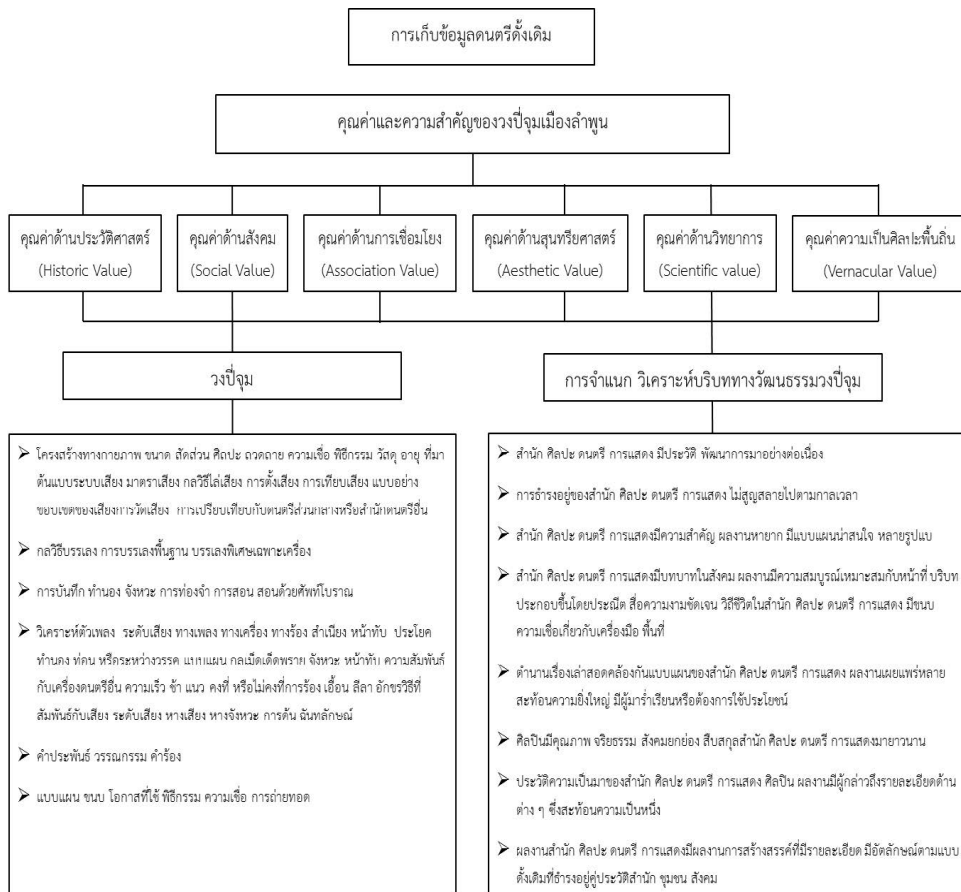 การเก็บข้อมูลดนตรีดั้งเดิม
คุณค่าและความสำคัญของวงปี่จุมเมืองลำพูน
คุณค่าด้านประวัติศาสตร์
(Historic Value)
คุณค่าด้านสังคม
(Social Value)
คุณค่าด้านการเชื่อมโยง
(Association Value)
คุณค่าด้านสุนทรียศาสตร์
(Aesthetic Value)
คุณค่าด้านวิทยาการ
(Scientific value)
คุณค่าความเป็นศิลปะพื้นถิ่น
(Vernacular Value)
วงปี่จุม
➢ โครงสร้างทางกายภาพ ขนาด สัดส่วน ศิลปะ ลวดลาย ความเชื่อ พิธีกรรม วัสดุ อายุ ที่มา
ต้นแบบระบบเสียง มาตราเสียง กลวิธีไล่เสียง การตั้งเสียง การเทียบเสียง แบบอย่าง
ขอบเขตของเสียงการวัดเสียง การเปรียบเทียบกับดนตรีส่วนกลางหรือสำนักดนตรีอื่น
➢ กลวิธีบรรเลง การบรรเลงพื้นฐาน บรรเลงพิเศษเฉพาะเครื่อง
➢ การบันทึก ทำนอง จังหวะ การท่องจำ การสอน สอนด้วยศัพท์โบราณ
➢ วิเคราะห์ตัวเพลง ระดับเสียง ทางเพลง ทางเครื่อง ทางร้อง สำเนียง หน้าทับ ประโยค
ทำนอง ท่อน หรือระหว่างวรรค แบบแผน กลเม็ดเด็ดพราย จังหวะ หน้าทับ ความสัมพันธ์
กับเครื่องดนตรีอื่น ความเร็ว ช้า แนว คงที่ หรือไม่คงที่การร้อง เอื้อน ลีลา อักขรวิธีที่
สัมพันธ์กับเสียง ระดับเสียง หางเสียง หางจังหวะ การด้น ฉันทลักษณ์
➢ คำประพันธ์ วรรณกรรม คำร้อง
➢ แบบแผน ขนบ โอกาสที่ใช้ พิธีกรรม ความเชื่อ การถ่ายทอด
การจำแนก วิเคราะห์บริบททางวัฒนธรรมวงปี่จุม
➢ สำนัก ศิลปะ ดนตรี การแสดง มีประวัติ พัฒนาการมาอย่างต่อเนื่อง
➢ การธำรงอยู่ของสำนัก ศิลปะ ดนตรี การแสดง ไม่สูญสลายไปตามกาลเวลา
➢ สำนัก ศิลปะ ดนตรี การแสดงมีความสำคัญ ผลงานหายาก มีแบบแผนน่าสนใจ หลายรูปแบบ
➢ สำนัก ศิลปะ ดนตรี การแสดงมีบทบาทในสังคม ผลงานมีความสมบูรณ์เหมาะสมกับหน้าที่ บริบท
ประกอบขึ้นโดยประณีต สื่อความงามชัดเจน วิถีชีวิตในสำนัก ศิลปะ ดนตรี การแสดง มีขนบ
ความเชื่อเกี่ยวกับเครื่องมือ พื้นที่
➢ ตำนานเรื่องเล่าสอดคล้องกับแบบแผนของสำนัก ศิลปะ ดนตรี การแสดง ผลงานเผยแพร่หลาย
สะท้อนความยิ่งใหญ่ มีผู้มาร่ำเรียนหรือต้องการใช้ประโยชน์
➢ ศิลปินมีคุณภาพ จริยธรรม สังคมยกย่อง สืบสกุลสำนัก ศิลปะ ดนตรี การแสดงมายาวนาน
➢ ประวัติความเป็นมาของสำนัก ศิลปะ ดนตรี การแสดง ศิลปิน ผลงานมีผู้กล่าวถึงรายละเอียดด้าน
ต่าง ๆ ซึ่งสะท้อนความเป็นหนึ่ง
➢ ผลงานสำนัก ศิลปะ ดนตรี การแสดงมีผลงานการสร้างสรรค์ที่มีรายละเอียด มีอัตลักษณ์ตามแบบ
ดั้งเดิมที่ธำรงอยู่คู่ประวัติสำนัก ชุมชน สังคม